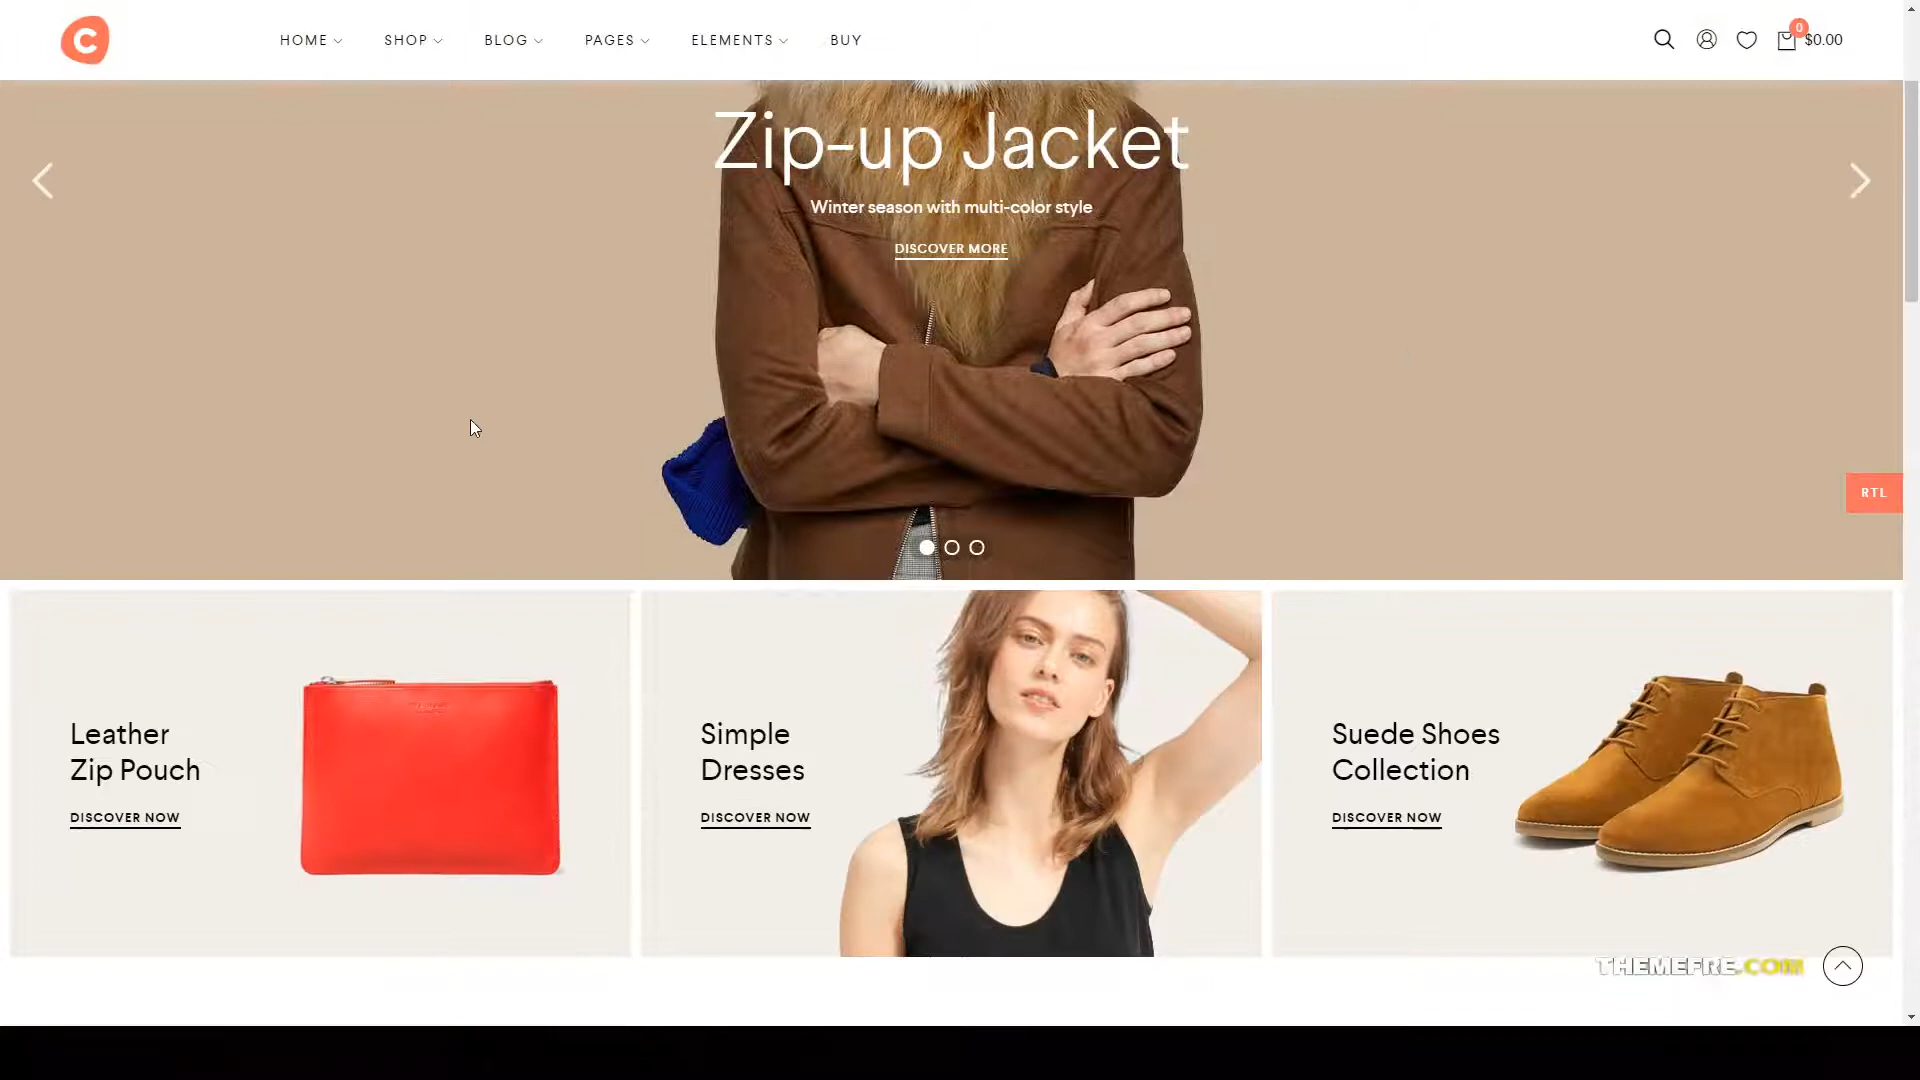 C
HOME
SHOP
BLOG
PAGES
ELEMENTS
BUY
0
$0.00
Zip-up Jacket
Winter season with multi-color style
DISCOVER MORE
RTL
Leather
Zip Pouch
DISCOVER NOW
Simple
Dresses
DISCOVER NOW
Suede Shoes
Collection
DISCOVER NOW
THEMEFRE.COM